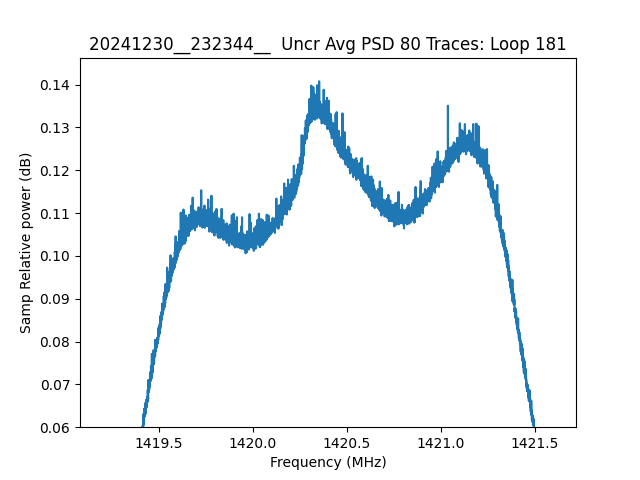 20241230__232344__  Uncr Avg PSD 80 Traces: Loop 181
0.14
0.13
0.12
0.11
0.10
0.09
0.08
0.07
0.06
Samp Relative power (dB)
1419.5 1420.0 1420.5 1421.0 1421.5
Frequency (MHz)